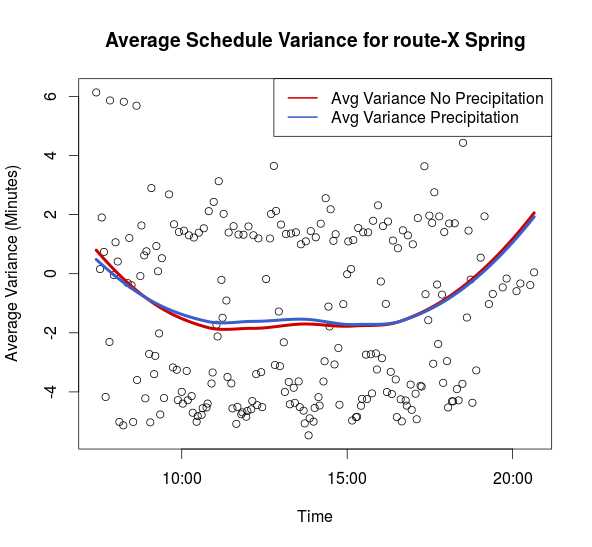 Average Schedule Variance for route-X Spring
Avg Variance No Precipitation
Avg Variance Precipitation
Average Variance (Minutes)
6
4
2
0
-2
-4
10:00 15:00 20:00
Time